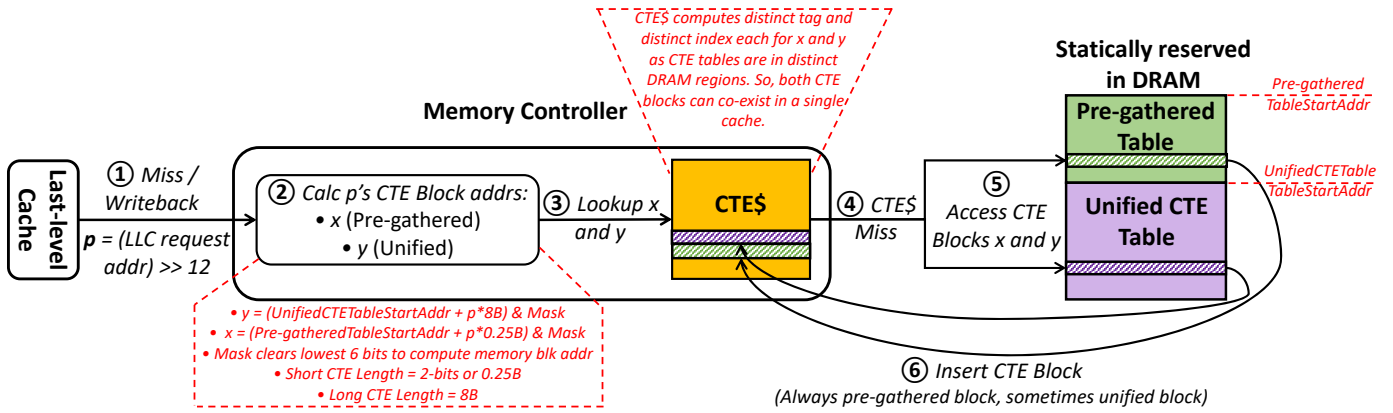 CTE$ computes distinct tag and
distinct index each for x and y
as CTE tables are in distinct
DRAM regions. So, both CTE
blocks can co-exist in a single
cache.
Statically reserved
in DRAM
Pre-gathered
TableStartAddr
Memory Controller
Pre-gathered
Table
UnifiedCTETable
TableStartAddr
Last-level
Cache
① Miss /
Writeback
p = (LLC request
addr) >> 12
② Calc p's CTE Block addrs:
• x (Pre-gathered)
• y (Unified)
③ Lookup x
and y
CTE$
④ CTE$
Miss
⑤
Access CTE
Blocks x and y
Unified CTE
Table
• y = (UnifiedCTETableStartAddr + p*8B) & Mask
• x = (Pre-gatheredTableStartAddr + p*0.25B) & Mask
• Mask clears lowest 6 bits to compute memory blk addr
• Short CTE Length = 2-bits or 0.25B
• Long CTE Length = 8B
⑥ Insert CTE Block
(Always pre-gathered block, sometimes unified block)